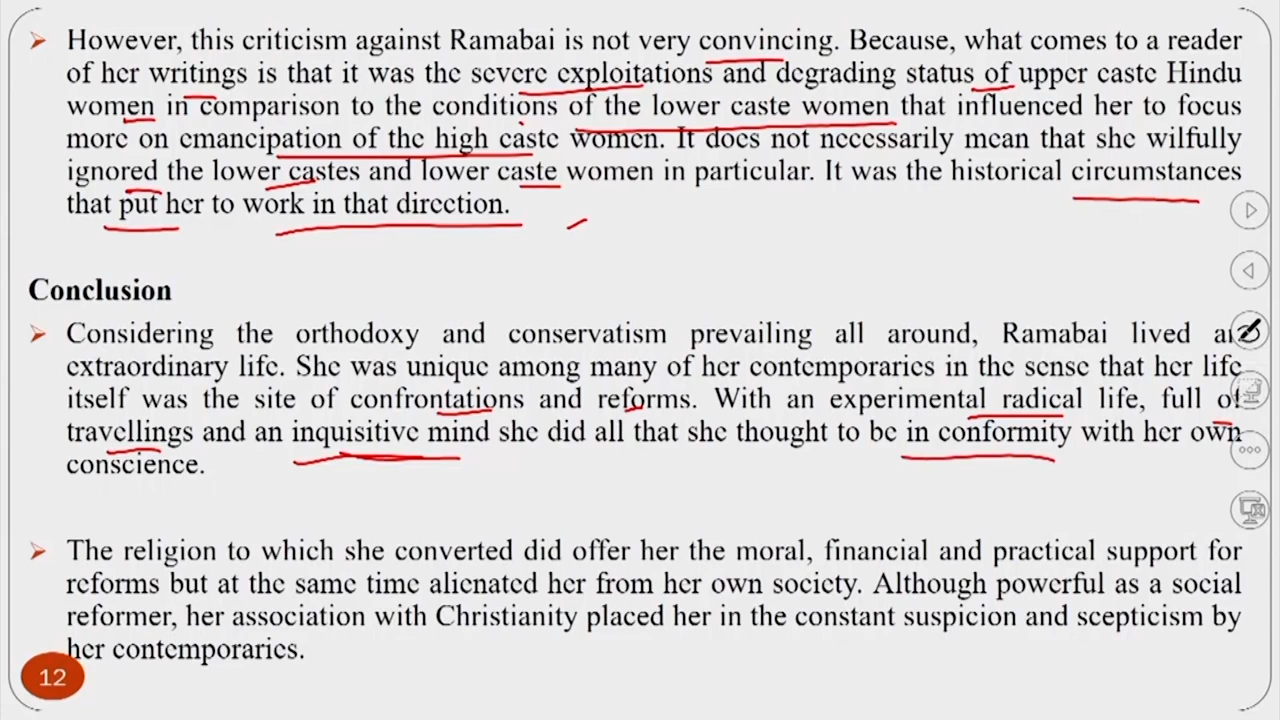 However, this criticism against Ramabai is not very convincing. Because, what comes to a reader
of her writings is that it was the severe exploitations and degrading status of upper caste Hindu
women in comparison to the conditions of the lower caste women that influenced her to focus
more on emancipation of the high caste women. It does not necessarily mean that she wilfully
ignored the lower castes and lower caste women in particular. It was the historical circumstances
that put her to work in that direction.
Conclusion
Considering the orthodoxy and conservatism prevailing all around, Ramabai lived an
extraordinary life. She was unique among many of her contemporaries in the sense that her life
itself was the site of confrontations and reforms. With an experimental radical life, full of
travellings and an inquisitive mind she did all that she thought to be in conformity with her own
conscience.
The religion to which she converted did offer her the moral, financial and practical support for
reforms but at the same time alienated her from her own society. Although powerful as a social
reformer, her association with Christianity placed her in the constant suspicion and scepticism by
her contemporaries.
12